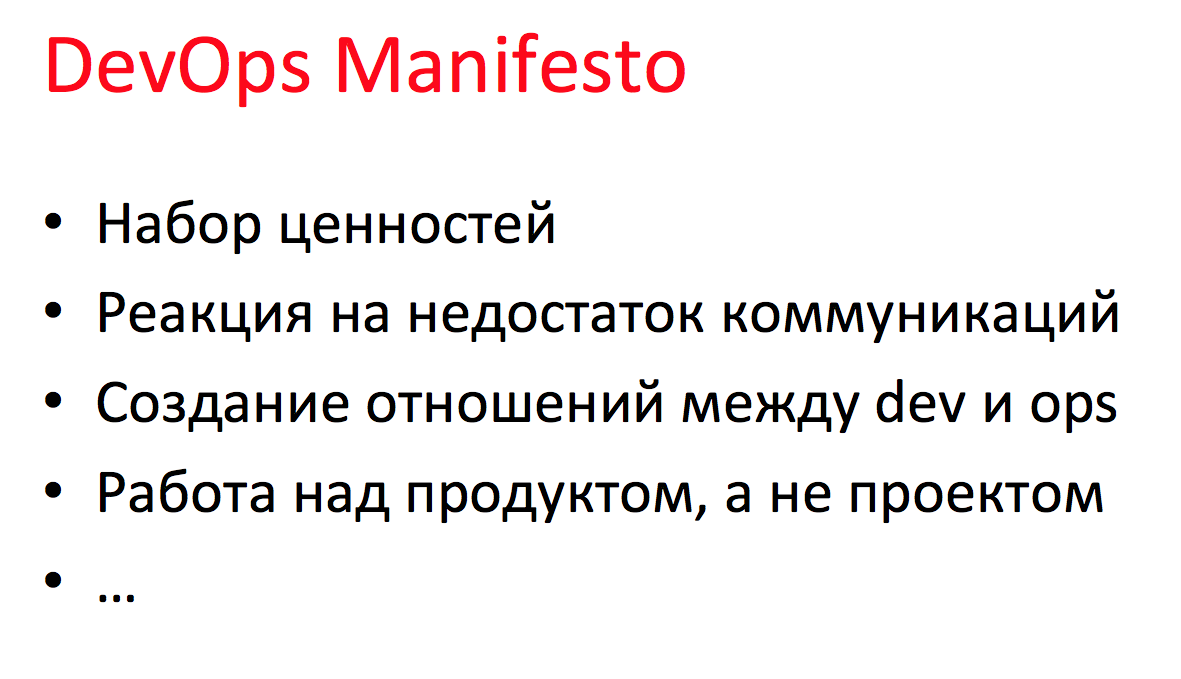 DevOps Manifesto
• Набор ценностей
• Реакция на недостаток коммуникаций
• Создание отношений между dev и ops
• Работа над продуктом, а не проектом
• ...